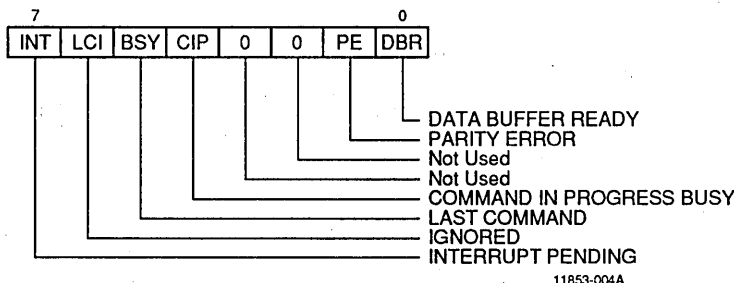 7 0
INT LCI BSY CIP 0 0 PE DBR
DATA BUFFER READY
PARITY ERROR
Not Used
Not Used
COMMAND IN PROGRESS BUSY
LAST COMMAND
IGNORED
INTERRUPT PENDING
11853-004A